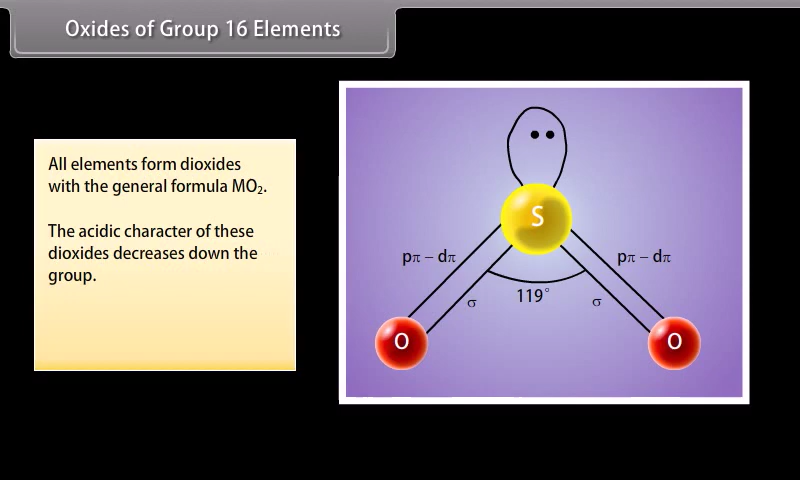 Oxides of Group 16 Elements
All elements form dioxides
with the general formula MO₂.
The acidic character of these
dioxides decreases down the
group.
S
pπ – dπ
pπ – dπ
σ
119°
σ
O
O